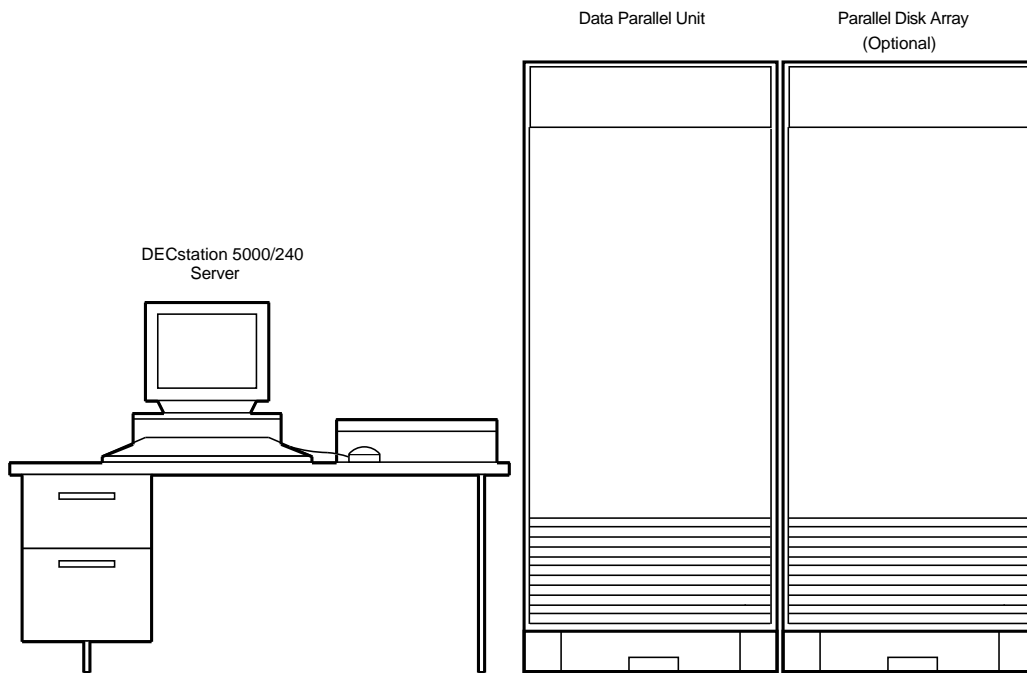 Data Parallel Unit
Parallel Disk Array
(Optional)
DECstation 5000/240
Server